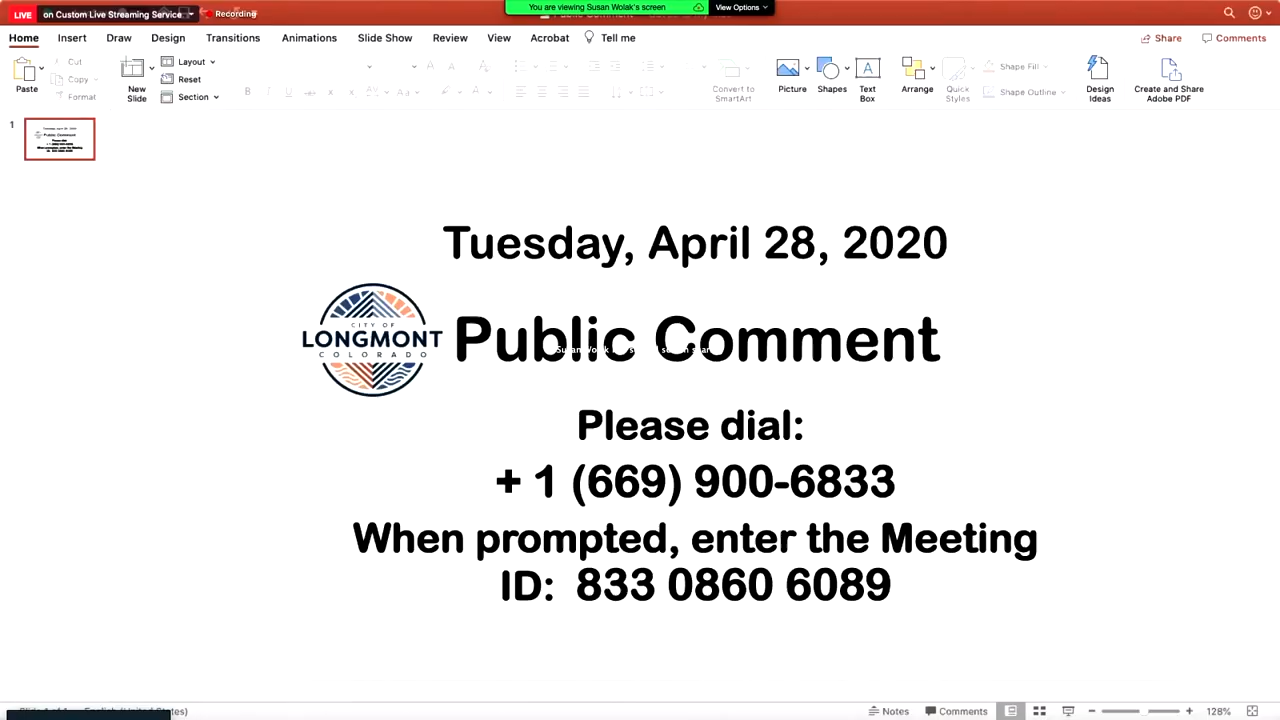 LIVE on Custom Live Streaming Service Recording
You are viewing Susan Wolak's screen View Options
Home Insert Draw Design Transitions Animations Slide Show Review View Acrobat Tell me Share Comments
Paste
Cut
Copy
Format
New Slide
Layout
Reset
Section
Convert to SmartArt
Picture
Shapes
Text Box
Arrange
Quick Styles
Shape Fill
Shape Outline
Design Ideas
Create and Share Adobe PDF
1
Tuesday, April 28, 2020
CITY OF
LONGMONT
COLORADO
Public Comment
Please dial:
+ 1 (669) 900-6833
When prompted, enter the Meeting
ID: 833 0860 6089
Notes Comments 128%